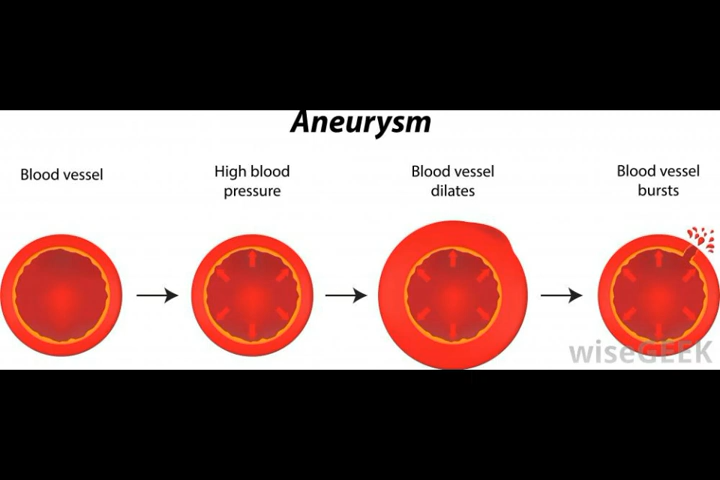 Aneurysm
Blood vessel
High blood
pressure
Blood vessel
dilates
Blood vessel
bursts
wiseGEEK